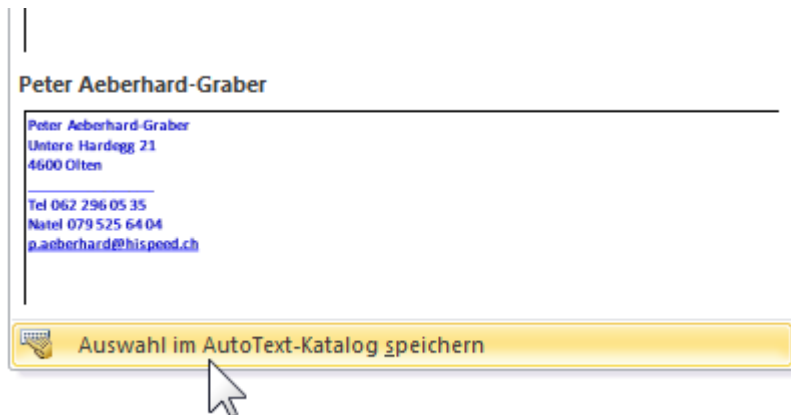 Peter Aeberhard-Graber
Peter Aeberhard-Graber
Untere Hardegg 21
4600 Olten
Tel 062 296 05 35
Natel 079 525 64 04
p.aeberhard@hispeed.ch
Auswahl im AutoText-Katalog speichern